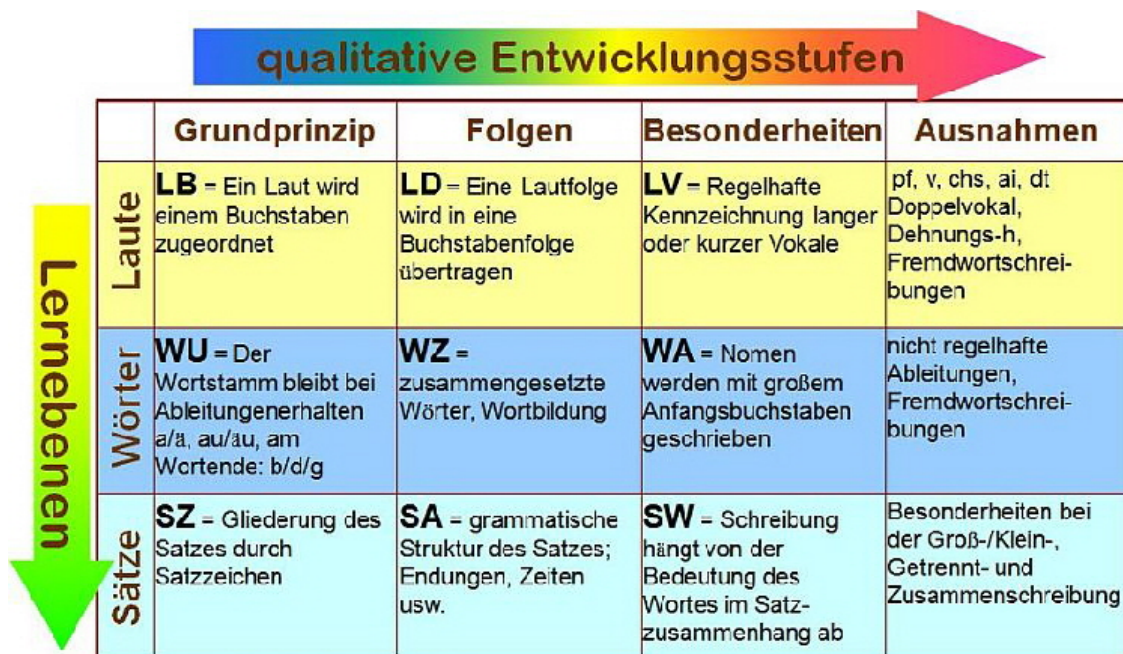 qualitative Entwicklungsstufen
Grundprinzip
Folgen
Besonderheiten
Ausnahmen
Lernebenen
Laute
LB = Ein Laut wird
einem Buchstaben
zugeordnet
LD = Eine Lautfolge
wird in eine
Buchstabenfolge
übertragen
LV = Regelhafte
Kennzeichnung langer
oder kurzer Vokale
pf, v, chs, ai, dt
Doppelvokal,
Dehnungs-h,
Fremdwortschrei-
bungen
Wörter
WU = Der
Wortstamm bleibt bei
Ableitungenerhalten
a/ä, au/äu, am
Wortende: b/d/g
WZ =
zusammengesetzte
Wörter, Wortbildung
WA = Nomen
werden mit großem
Anfangsbuchstaben
geschrieben
nicht regelhafte
Ableitungen,
Fremdwortschrei-
bungen
Sätze
SZ = Gliederung des
Satzes durch
Satzzeichen
SA = grammatische
Struktur des Satzes;
Endungen, Zeiten
usw.
SW = Schreibung
hängt von der
Bedeutung des
Wortes im Satz-
zusammenhang ab
Besonderheiten bei
der Groß-/Klein-,
Getrennt- und
Zusammenschreibung